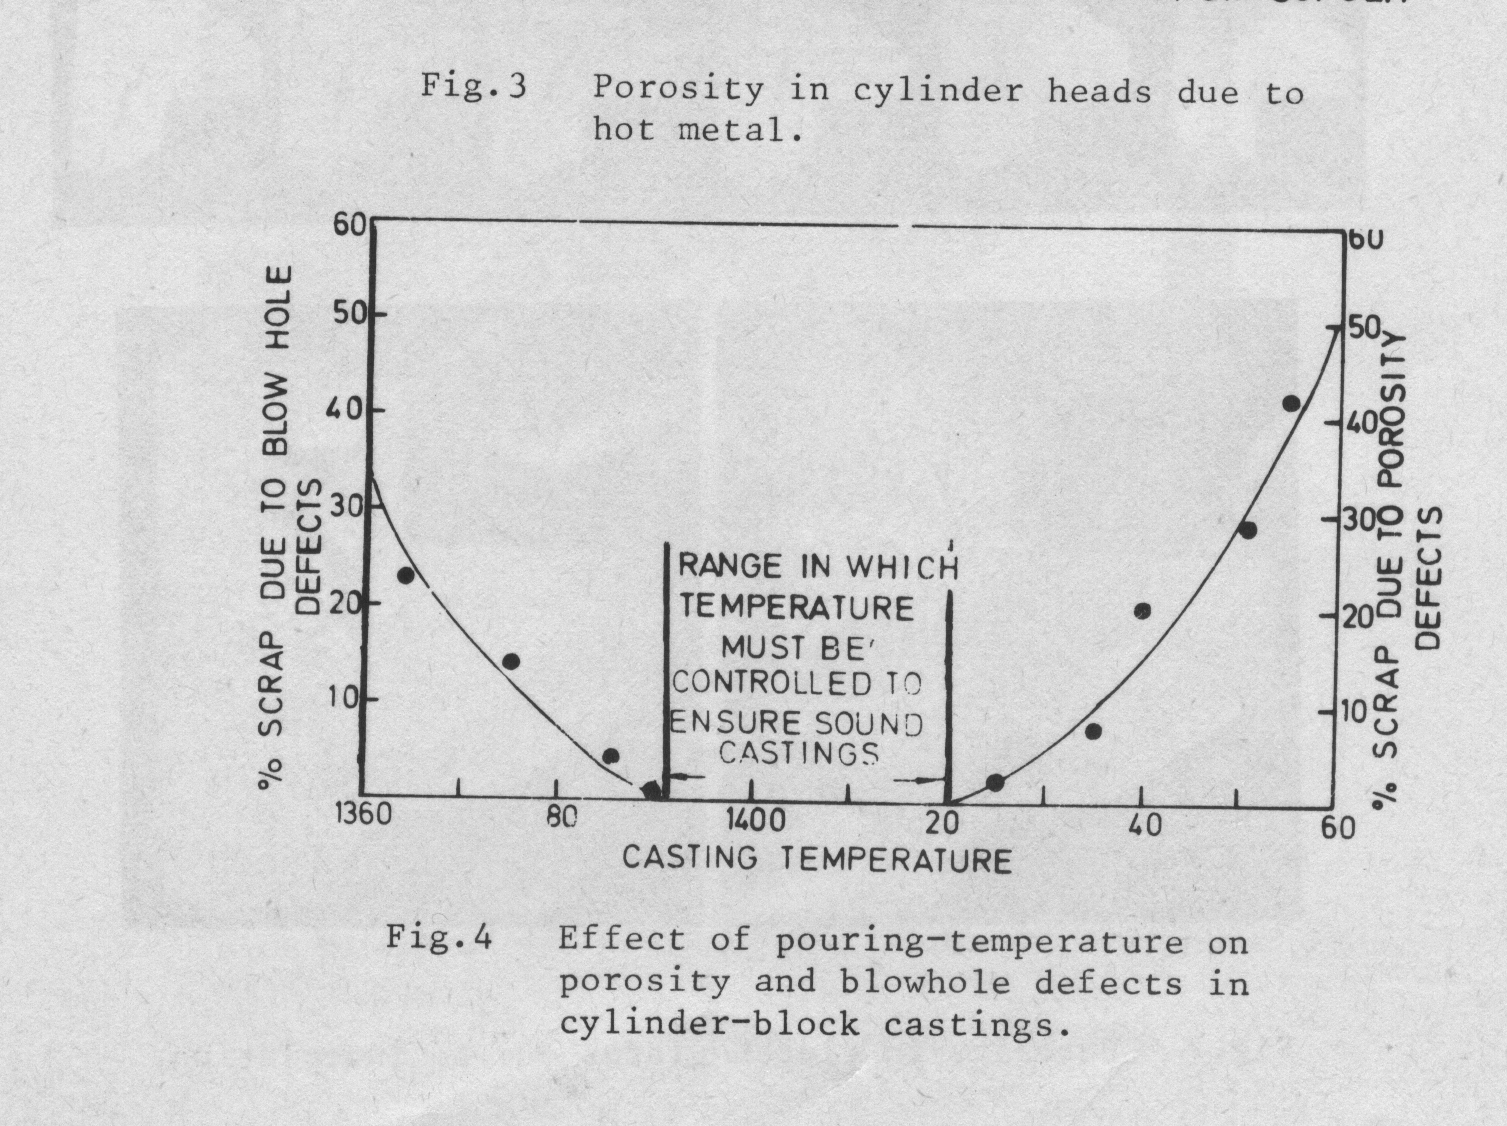 Fig.3 Porosity in cylinder heads due to
hot metal.
60
50
40
30
20
10
% SCRAP DUE TO BLOW HOLE
DEFECTS
RANGE IN WHICH
TEMPERATURE
MUST BE
CONTROLLED TO
ENSURE SOUND
CASTINGS
60
50
40
30
20
10
% SCRAP DUE TO POROSITY
DEFECTS
1360 80 1400 20 40 60
CASTING TEMPERATURE
Fig.4 Effect of pouring-temperature on
porosity and blowhole defects in
cylinder-block castings.